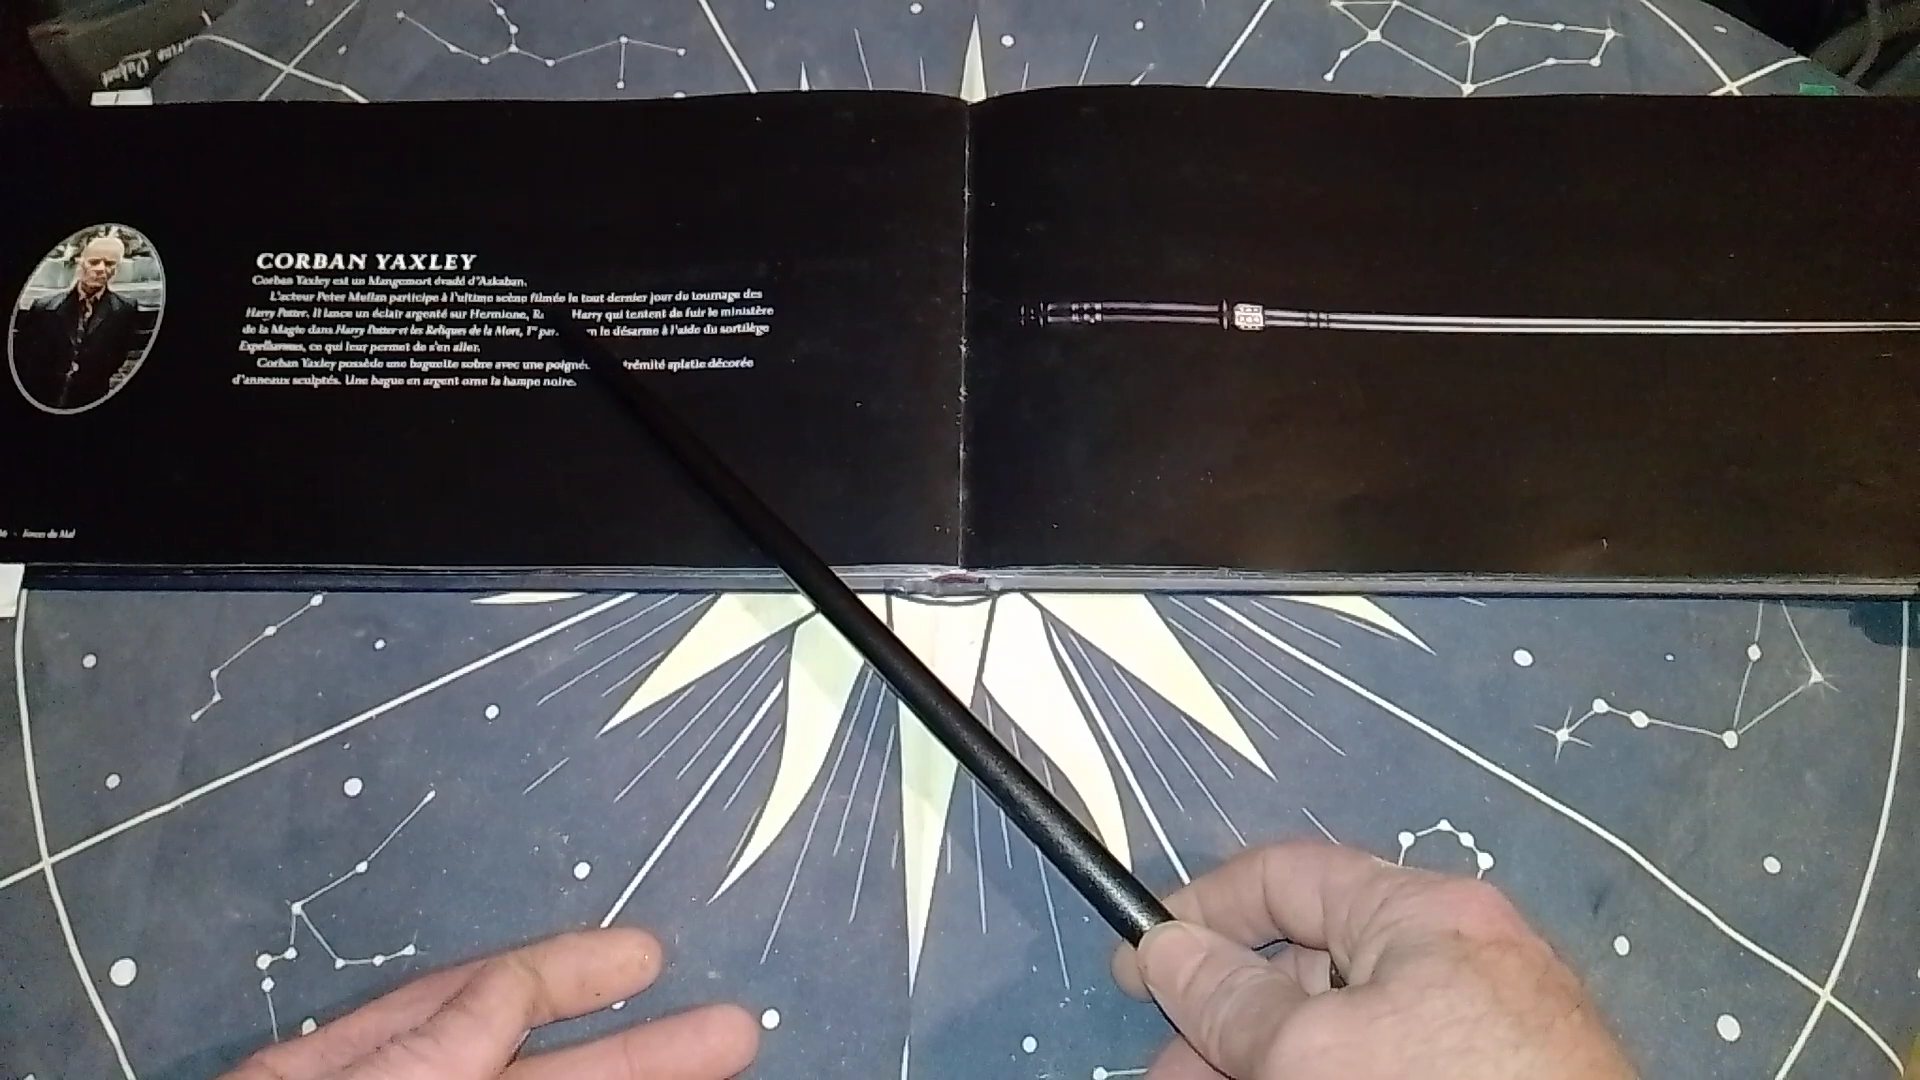 CORBAN YAXLEY
Corban Yaxley est un Mangemort évadé d'Azkaban.
L'acteur Peter Mullan participe à l'ultime scène filmée le tout dernier jour du tournage des
Harry Potter. Il lance un éclair argenté sur Hermione, Harry qui tentent de fuir le ministère
de la Magie dans Harry Potter et les Reliques de la Mort, 1re par le désarme à l'aide du sortilège
Expelliarmus, ce qui leur permet de s'en aller.
Corban Yaxley possède une baguette sobre avec une poigné trémité aplatie décorée
d'anneaux sculptés. Une bague en argent orne la hampe noire.
Forces du Mal